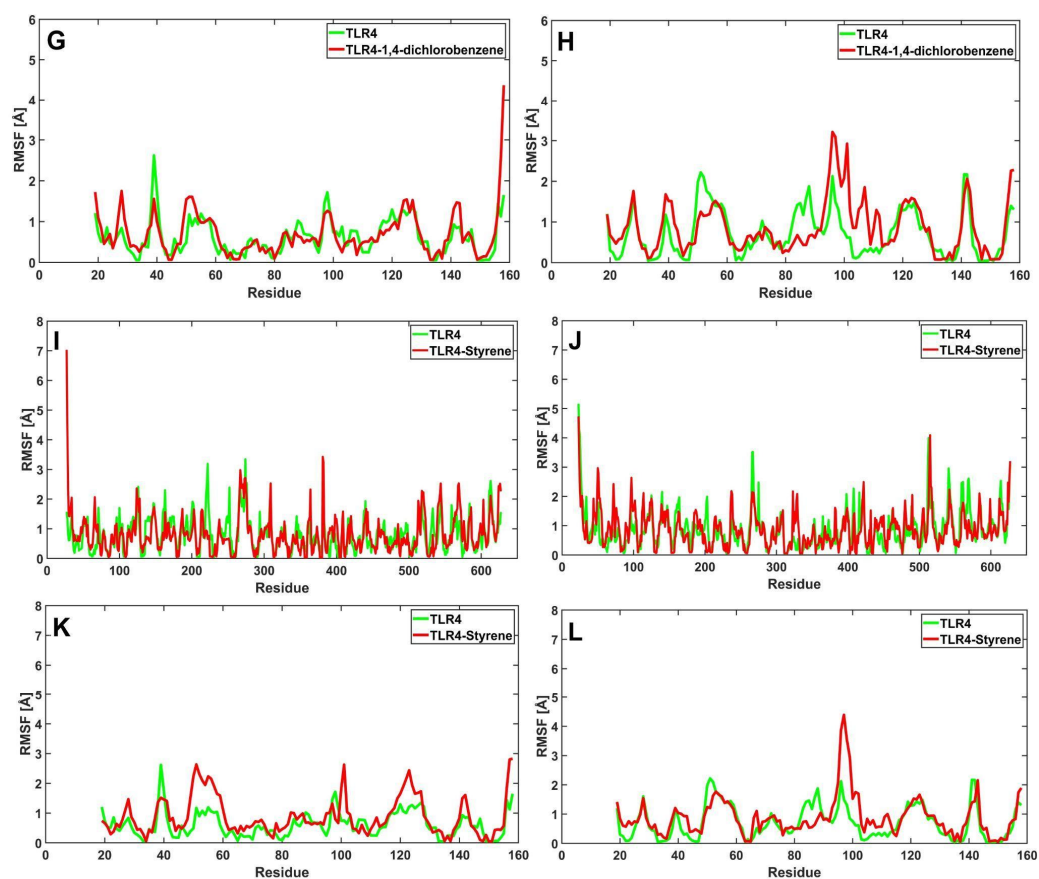 G
TLR4
TLR4-1,4-dichlorobenzene
RMSF [Å]
6
5
4
3
2
1
0
0 20 40 60 80 100 120 140 160
Residue
H
TLR4
TLR4-1,4-dichlorobenzene
RMSF [Å]
6
5
4
3
2
1
0
0 20 40 60 80 100 120 140 160
Residue
I
TLR4
TLR4-Styrene
RMSF [Å]
8
7
6
5
4
3
2
1
0
0 100 200 300 400 500 600
Residue
J
TLR4
TLR4-Styrene
RMSF [Å]
8
7
6
5
4
3
2
1
0
0 100 200 300 400 500 600
Residue
K
TLR4
TLR4-Styrene
RMSF [Å]
8
7
6
5
4
3
2
1
0
0 20 40 60 80 100 120 140 160
Residue
L
TLR4
TLR4-Styrene
RMSF [Å]
8
7
6
5
4
3
2
1
0
0 20 40 60 80 100 120 140 160
Residue